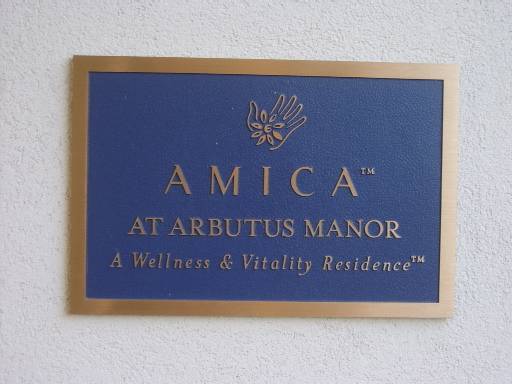 AMICA™
AT ARBUTUS MANOR
A Wellness & Vitality Residence™